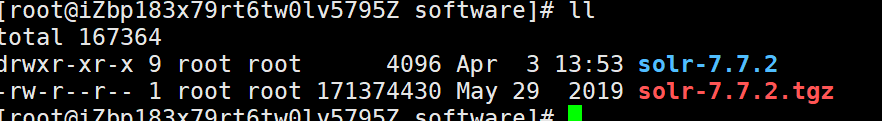 [root@iZbp183x79rt6tw0lv5795Z software]# ll
total 167364
drwxr-xr-x 9 root root      4096 Apr  3 13:53 solr-7.7.2
-rw-r--r-- 1 root root 171374430 May 29  2019 solr-7.7.2.tgz
[root@iZbp183x79rt6tw0lv5795Z software]#